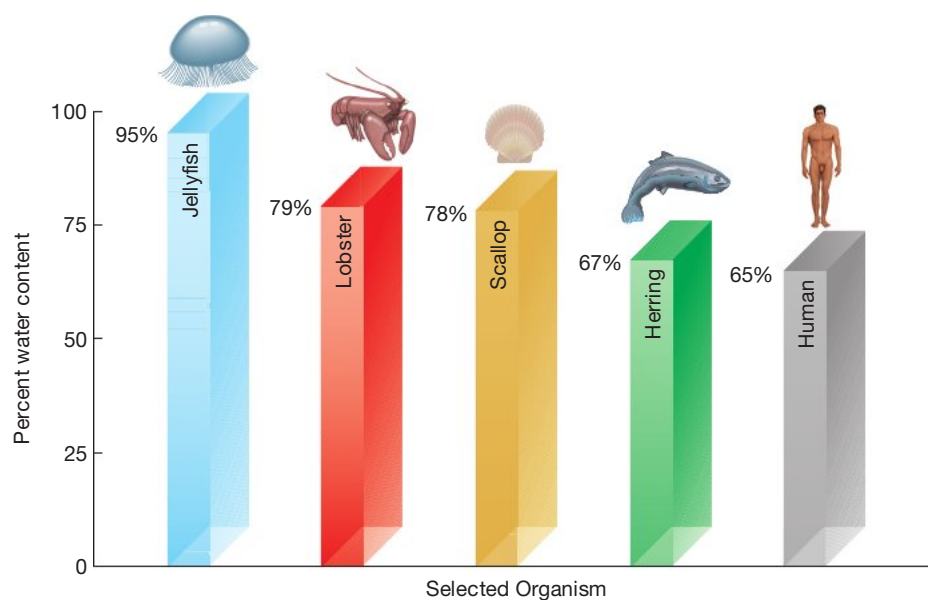 100
95%
Jellyfish
79%
Lobster
78%
Scallop
67%
Herring
65%
Human
75
50
25
0
Percent water content
Selected Organism